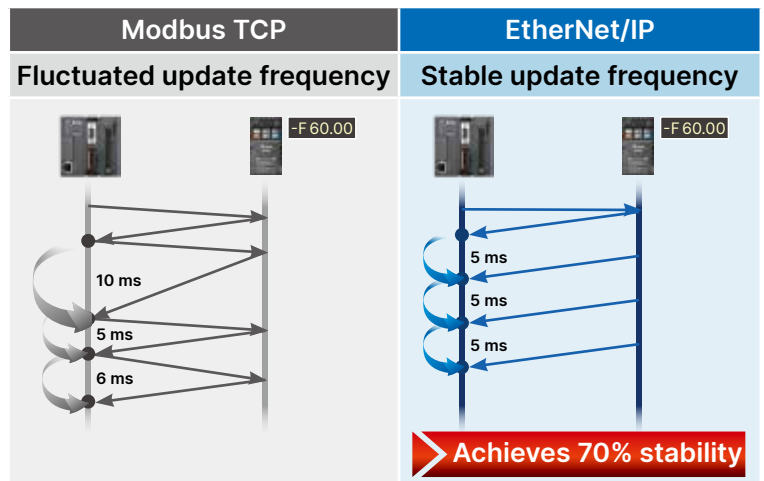 Modbus TCP
Fluctuated update frequency
-F 60.00
10 ms
5 ms
6 ms
EtherNet/IP
Stable update frequency
-F 60.00
5 ms
5 ms
5 ms
Achieves 70% stability